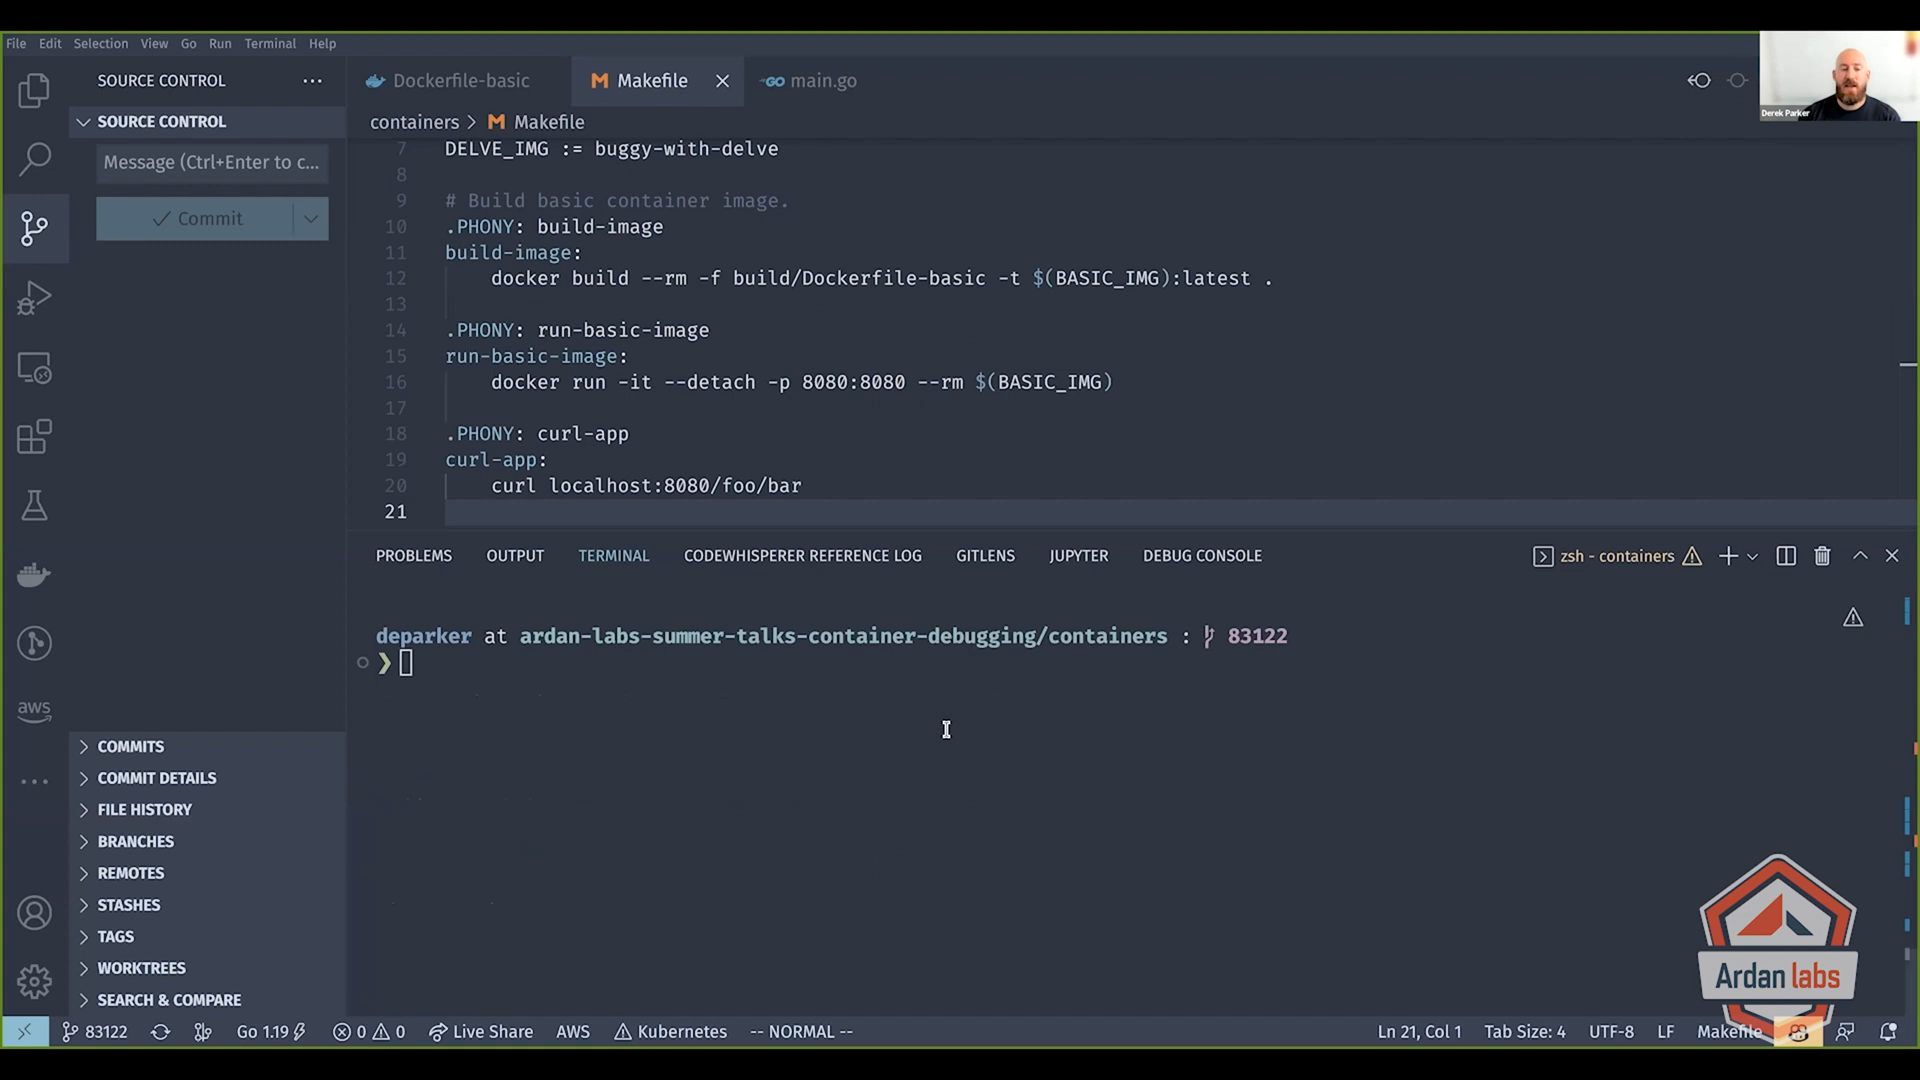 File Edit Selection View Go Run Terminal Help
SOURCE CONTROL ...
Dockerfile-basic
Makefile
main.go
Derek Parker
SOURCE CONTROL
containers > Makefile
Message (Ctrl+Enter to c...
Commit
7 DELVE_IMG := buggy-with-delve
8
9 # Build basic container image.
10 .PHONY: build-image
11 build-image:
12 docker build --rm -f build/Dockerfile-basic -t $(BASIC_IMG):latest .
13
14 .PHONY: run-basic-image
15 run-basic-image:
16 docker run -it --detach -p 8080:8080 --rm $(BASIC_IMG)
17
18 .PHONY: curl-app
19 curl-app:
20 curl localhost:8080/foo/bar
21
PROBLEMS OUTPUT TERMINAL CODEWHISPERER REFERENCE LOG GITLENS JUPYTER DEBUG CONSOLE
zsh - containers
deparker at ardan-labs-summer-talks-container-debugging/containers : 83122
❯
aws
COMMITS
COMMIT DETAILS
FILE HISTORY
BRANCHES
REMOTES
STASHES
TAGS
WORKTREES
SEARCH & COMPARE
Ardan labs
83122 Go 1.19 0 0 Live Share AWS Kubernetes -- NORMAL -- Ln 21, Col 1 Tab Size: 4 UTF-8 LF Makefile